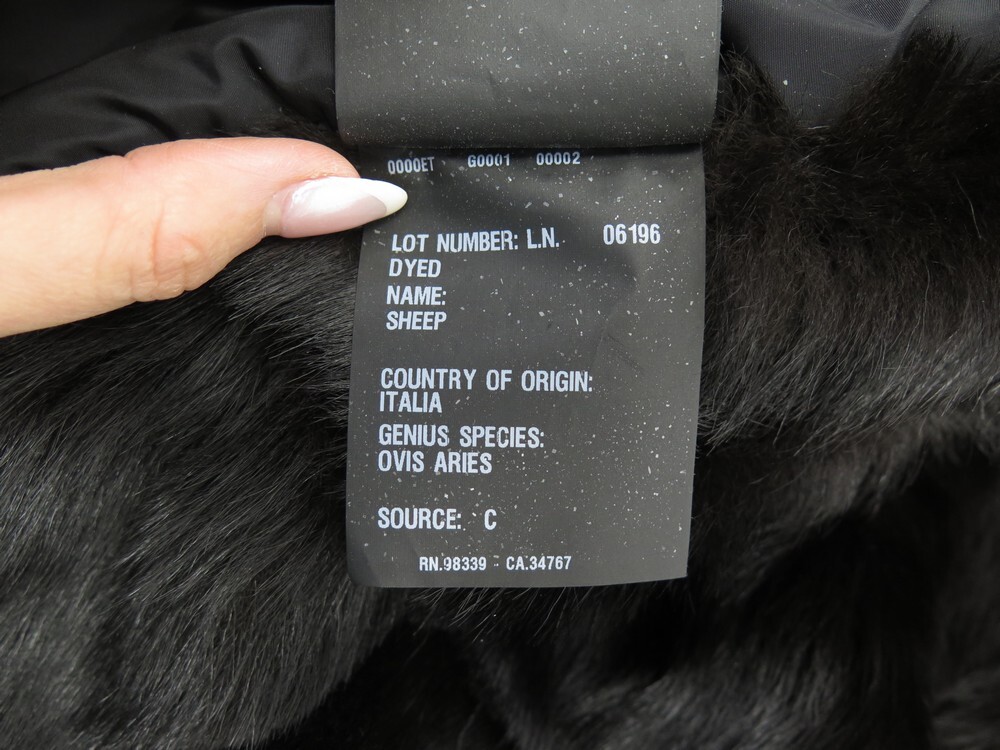 0000ET G0001 00002
LOT NUMBER: L.N. 06196
DYED
NAME:
SHEEP
COUNTRY OF ORIGIN:
ITALIA
GENIUS SPECIES:
OVIS ARIES
SOURCE: C
RN.98339 - CA.34767